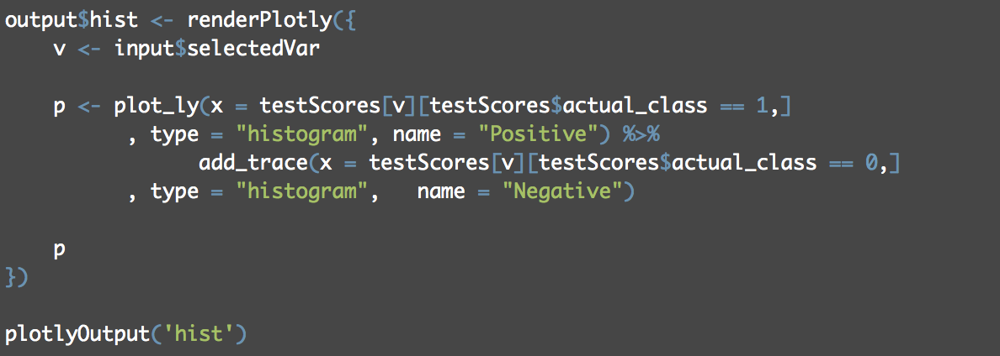 output$hist <- renderPlotly({
    v <- input$selectedVar

    p <- plot_ly(x = testScores[v][testScores$actual_class == 1,]
          , type = "histogram", name = "Positive") %>%
                add_trace(x = testScores[v][testScores$actual_class == 0,]
          , type = "histogram",   name = "Negative")

    p
})

plotlyOutput('hist')